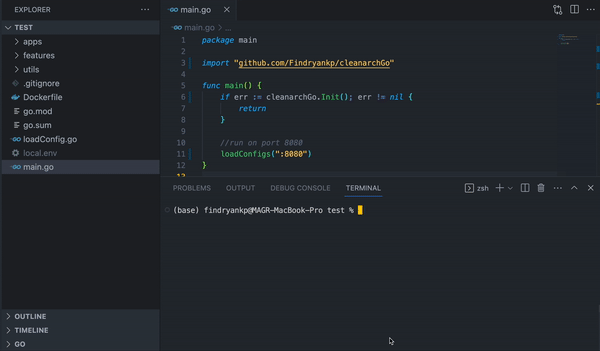 EXPLORER
TEST
apps
features
utils
.gitignore
Dockerfile
go.mod
go.sum
loadConfig.go
local.env
main.go
OUTLINE
TIMELINE
GO
main.go
main.go > ...
1 package main
2
3 import "github.com/Findryankp/cleanarchGo"
4
5 func main() {
6 if err := cleanarchGo.Init(); err != nil {
7 return
8 }
9
10 //run on port 8080
11 loadConfigs(":8080")
12 }
13
PROBLEMS OUTPUT DEBUG CONSOLE TERMINAL
zsh
(base) findryankp@MAGR-MacBook-Pro test %